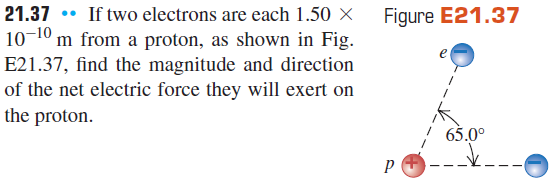 21.37 •• If two electrons are each 1.50 ×
10⁻¹⁰ m from a proton, as shown in Fig.
E21.37, find the magnitude and direction
of the net electric force they will exert on
the proton.
Figure E21.37
e
−
65.0°
p
+
−